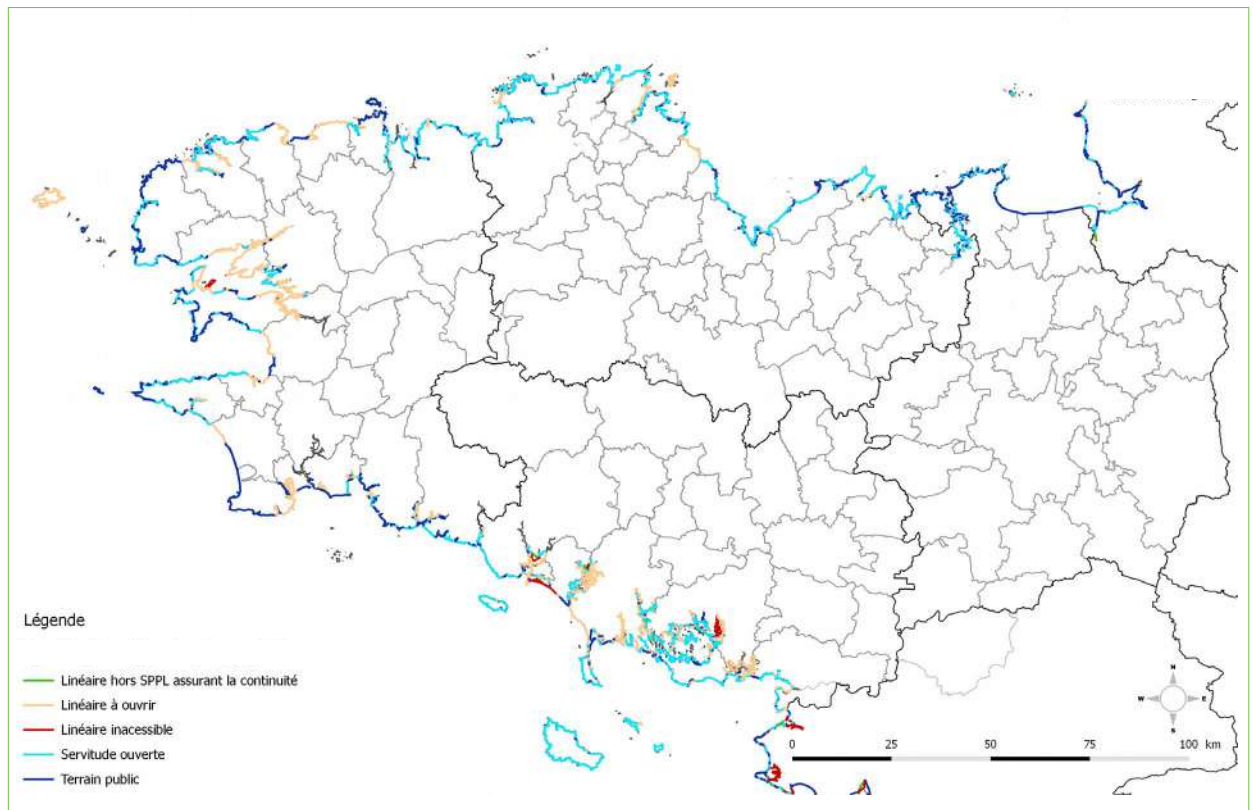 Légende
Linéaire hors SPPL assurant la continuité
Linéaire à ouvrir
Linéaire inacessible
Servitude ouverte
Terrain public
N
W E
S
0 25 50 75 100 km